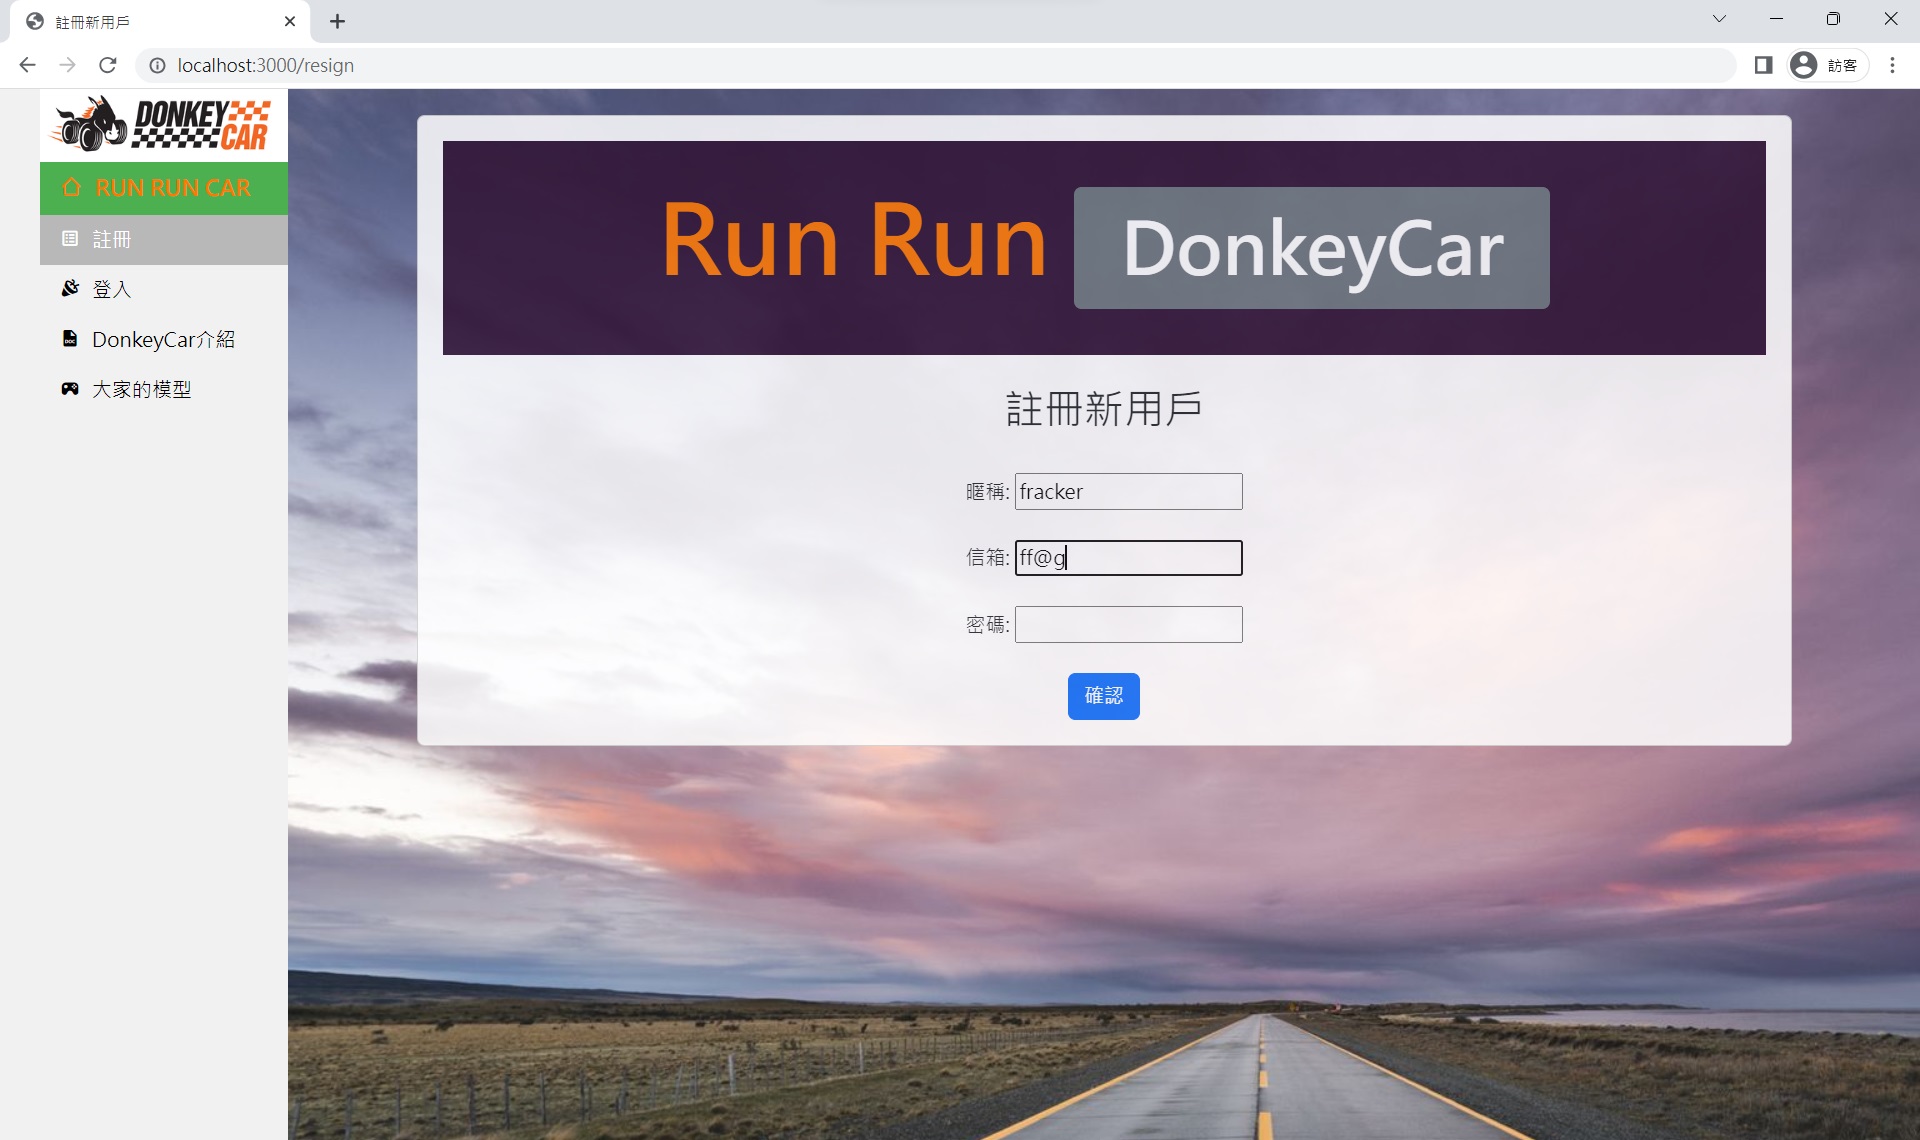 註冊新用戶
localhost:3000/resign
訪客
DONKEY
CAR
RUN RUN CAR
註冊
登入
DonkeyCar介紹
大家的模型
Run Run DonkeyCar
註冊新用戶
暱稱: fracker
信箱: ff@g
密碼:
確認